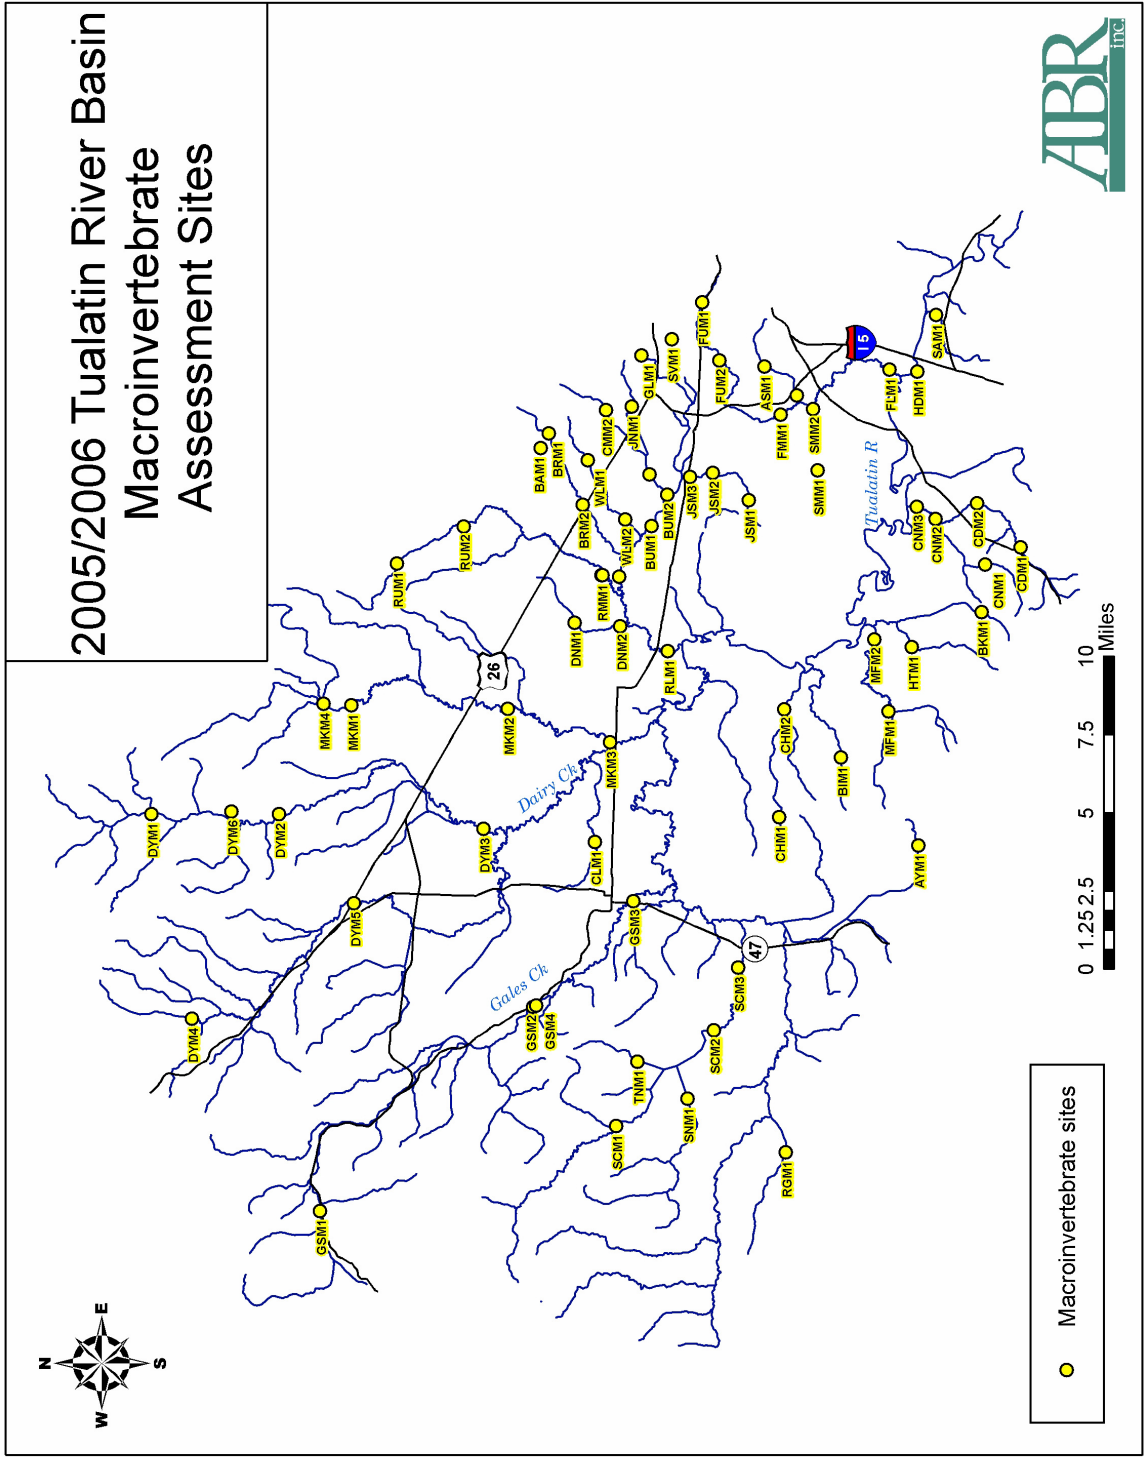 2005/2006 Tualatin River Basin
Macroinvertebrate
Assessment Sites
N
W
E
S
DYM1
DYM6
DYM2
DYM4
DYM5
DYM3
MKM4
MKM1
MKM2
MKM3
CLM1
RUM1
RUM2
26
BAM1
BRM1
BRM2
WLM1
WLM2
CMM2
JNM1
GLM1
SVM1
FUM1
FUM2
BUM1
BUM2
JSM3
JSM2
JSM1
RMM1
DNM1
DNM2
RLM1
ASM1
FMM1
SMM2
SMM1
I 5
FLM1
HDM1
SAM1
Dairy Ck
Gales Ck
Tualatin R
GSM1
GSM2
GSM4
GSM3
47
SCM3
SCM2
SCM1
TNM1
SNM1
RGM1
CHM2
CHM1
BIM1
AYM1
MFM2
MFM1
HTM1
BKM1
CNM3
CNM2
CNM1
CDM2
CDM1
0 1.25 2.5 5 7.5 10
Miles
Macroinvertebrate sites
ABR
inc.